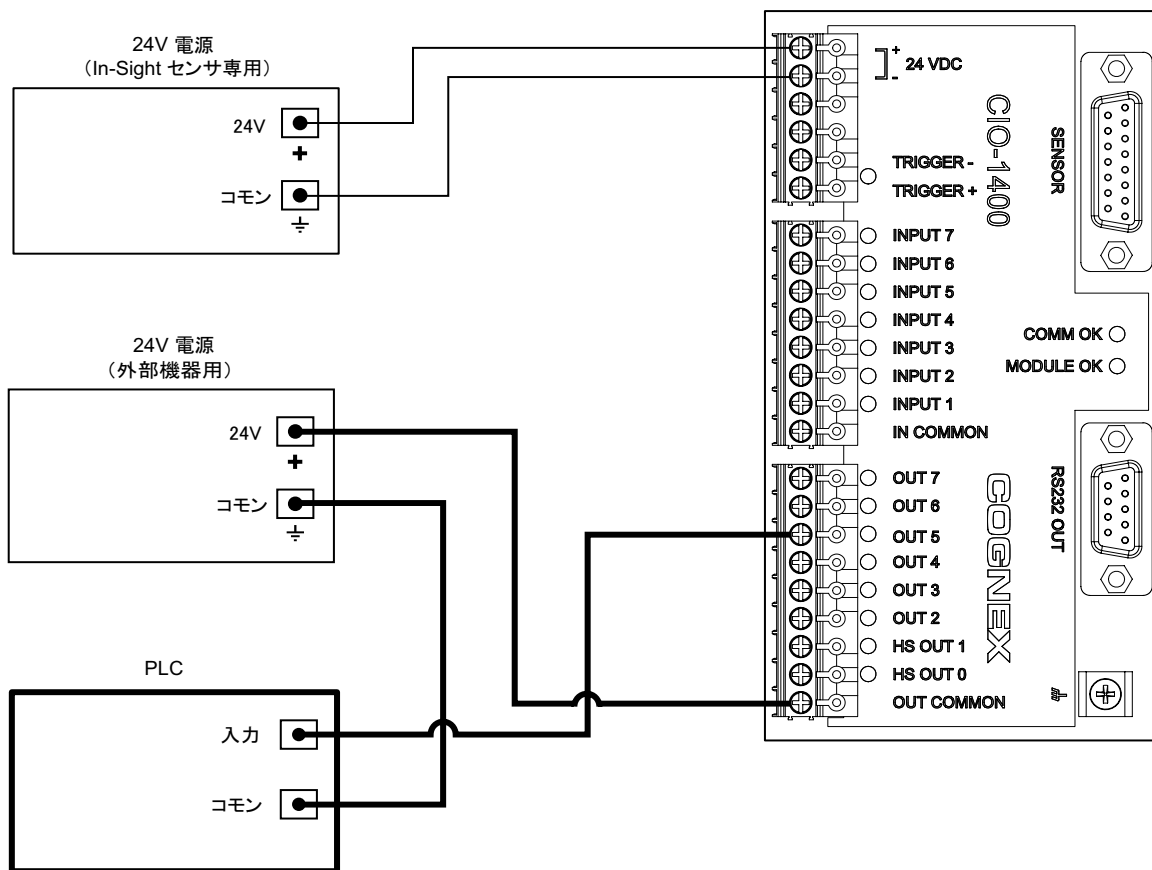 24V 電源
（In-Sight センサ専用）
24V
+
コモン
24V 電源
（外部機器用）
24V
+
コモン
PLC
入力
コモン
+
24 VDC
-
TRIGGER -
TRIGGER +
INPUT 7
INPUT 6
INPUT 5
INPUT 4
INPUT 3
INPUT 2
INPUT 1
IN COMMON
OUT 7
OUT 6
OUT 5
OUT 4
OUT 3
OUT 2
HS OUT 1
HS OUT 0
OUT COMMON
CIO-1400
COGNEX
SENSOR
COMM OK
MODULE OK
RS232 OUT